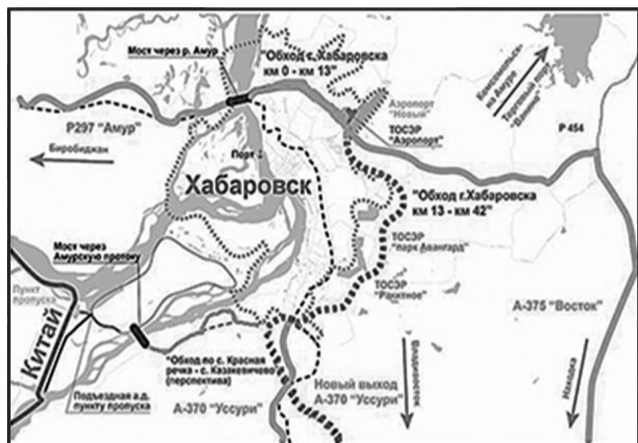 Мост через р. Амур
"Обход г. Хабаровска
км 0 - км 13"
Комсомольск
на Амуре
Торговый порт
"Ванино"
Аэропорт
"Новый"
ТОСЭР
"Аэропорт"
Р 454
Р297 "Амур"
Биробиджан
Порт
Хабаровск
"Обход г.Хабаровска
км 13 - км 42"
Мост через
Амурскую протоку
ТОСЭР
"парк Авангард"
Пункт
пропуска
ТОСЭР
"Ракитное"
А-375 "Восток"
Китай
"Обход по с. Красная
речка - с. Казакевичево
(перспектива)
Подъездная а.д.
пункту пропуска
А-370 "Уссури"
Новый выход
А-370 "Уссури"
Владивосток
Находка